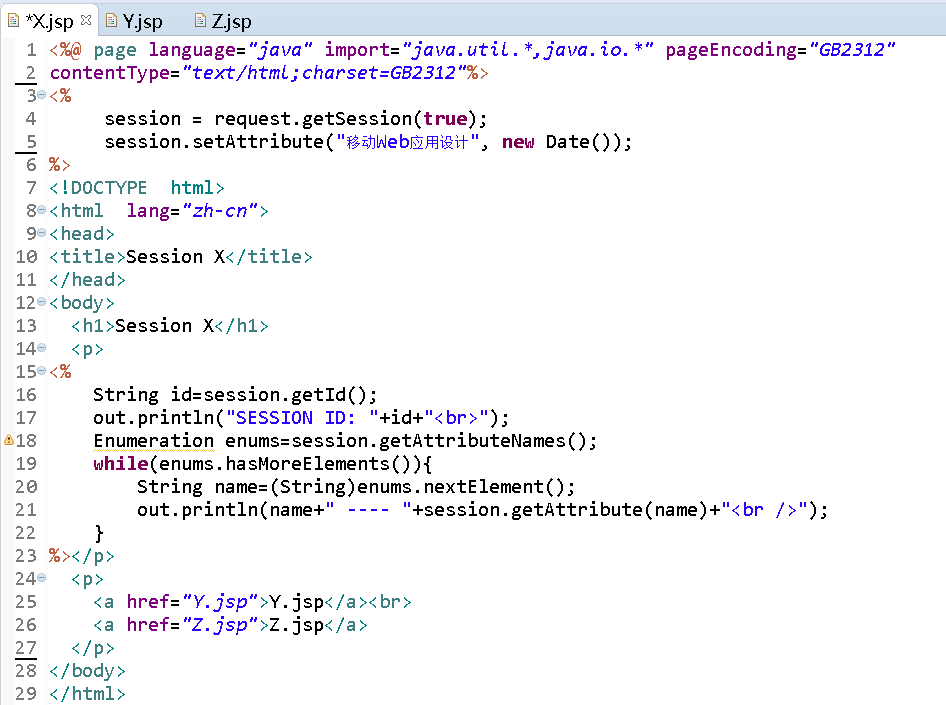 *X.jsp Y.jsp Z.jsp
1 <%@ page language="java" import="java.util.*,java.io.*" pageEncoding="GB2312"
2 contentType="text/html;charset=GB2312"%>
3 <%
4 session = request.getSession(true);
5 session.setAttribute("移动Web应用设计", new Date());
6 %>
7 <!DOCTYPE  html>
8 <html  lang="zh-cn">
9 <head>
10 <title>Session X</title>
11 </head>
12 <body>
13 <h1>Session X</h1>
14 <p>
15 <%
16 String id=session.getId();
17 out.println("SESSION ID: "+id+"<br>");
18 Enumeration enums=session.getAttributeNames();
19 while(enums.hasMoreElements()){
20 String name=(String)enums.nextElement();
21 out.println(name+" ---- "+session.getAttribute(name)+"<br />");
22 }
23 %></p>
24 <p>
25 <a href="Y.jsp">Y.jsp</a><br>
26 <a href="Z.jsp">Z.jsp</a>
27 </p>
28 </body>
29 </html>